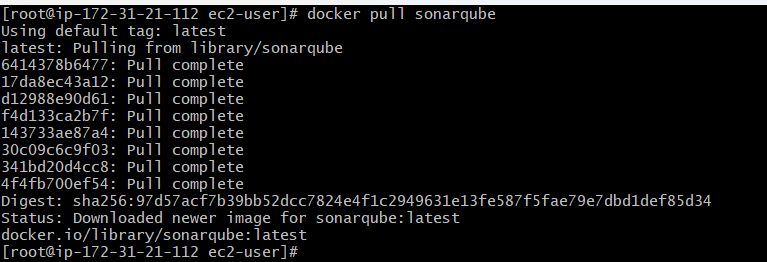 [root@ip-172-31-21-112 ec2-user]# docker pull sonarqube
Using default tag: latest
latest: Pulling from library/sonarqube
6414378b6477: Pull complete
17da8ec43a12: Pull complete
d12988e90d61: Pull complete
f4d133ca2b7f: Pull complete
143733ae87a4: Pull complete
30c09c6c9f03: Pull complete
341bd20d4cc8: Pull complete
4f4fb700ef54: Pull complete
Digest: sha256:97d57acf7b39bb52dcc7824e4f1c2949631e13fe587f5fae79e7dbd1def85d34
Status: Downloaded newer image for sonarqube:latest
docker.io/library/sonarqube:latest
[root@ip-172-31-21-112 ec2-user]#